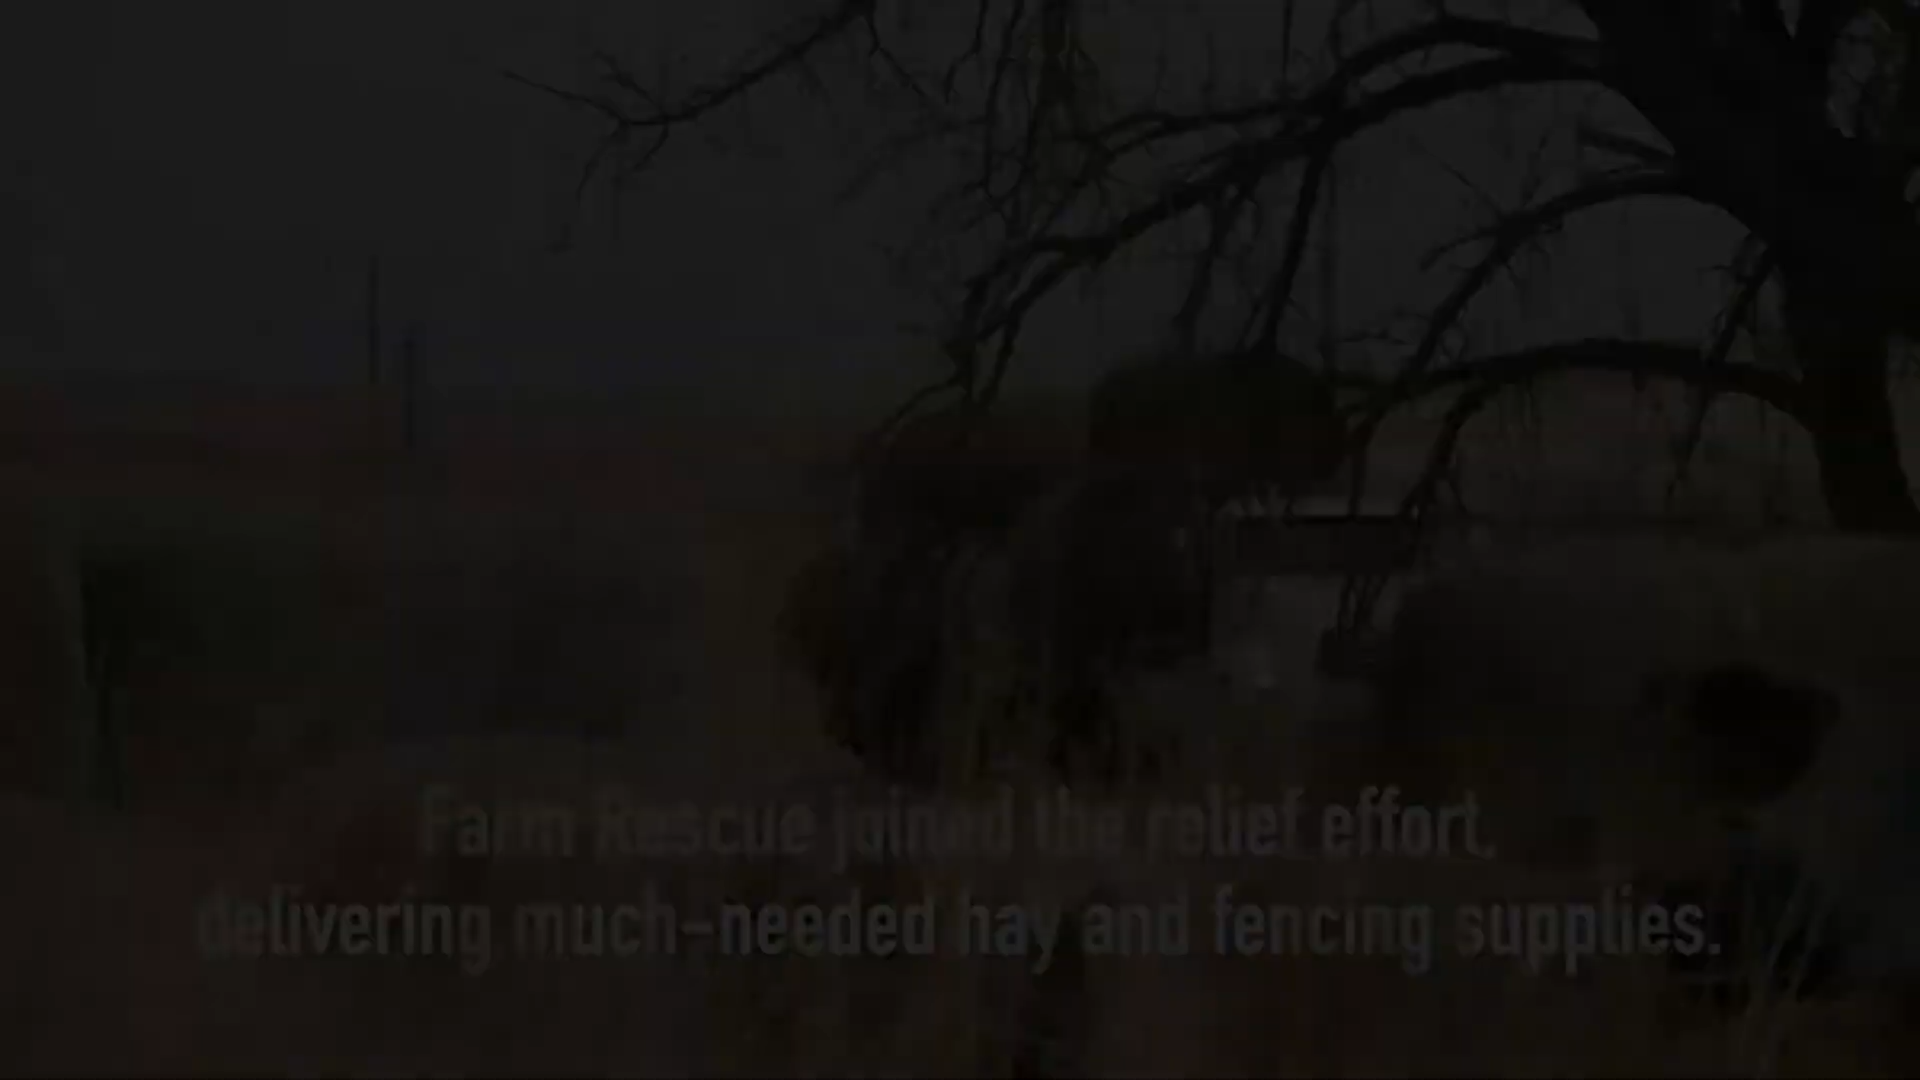 Farm Rescue joined the relief effort,
delivering much-needed hay and fencing supplies.